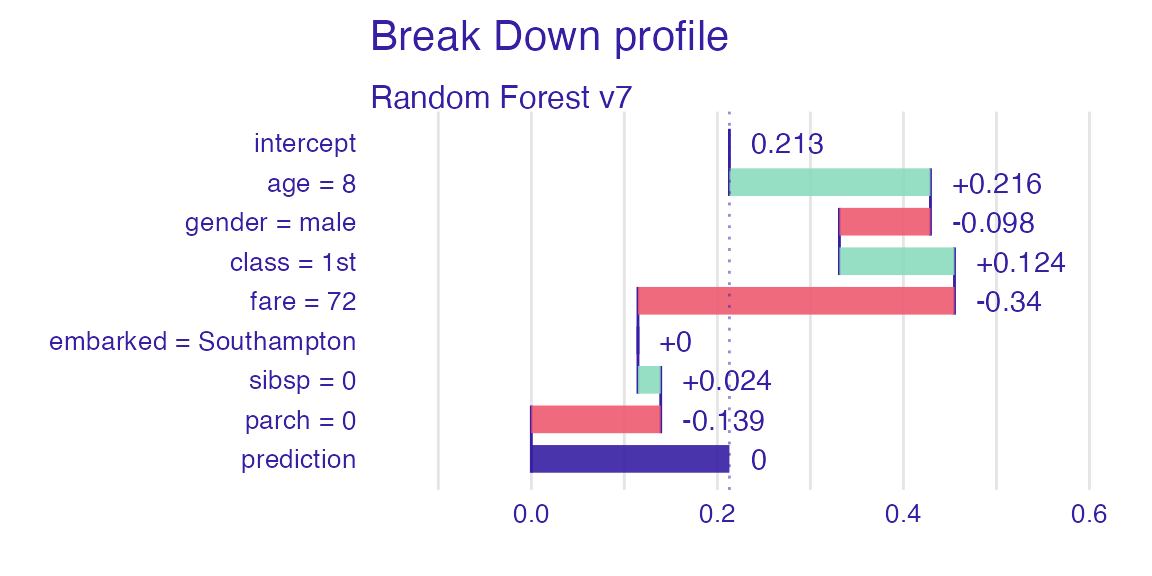 Break Down profile
Random Forest v7
intercept 0.213
age = 8 +0.216
gender = male -0.098
class = 1st +0.124
fare = 72 -0.34
embarked = Southampton +0
sibsp = 0 +0.024
parch = 0 -0.139
prediction 0
0.0 0.2 0.4 0.6